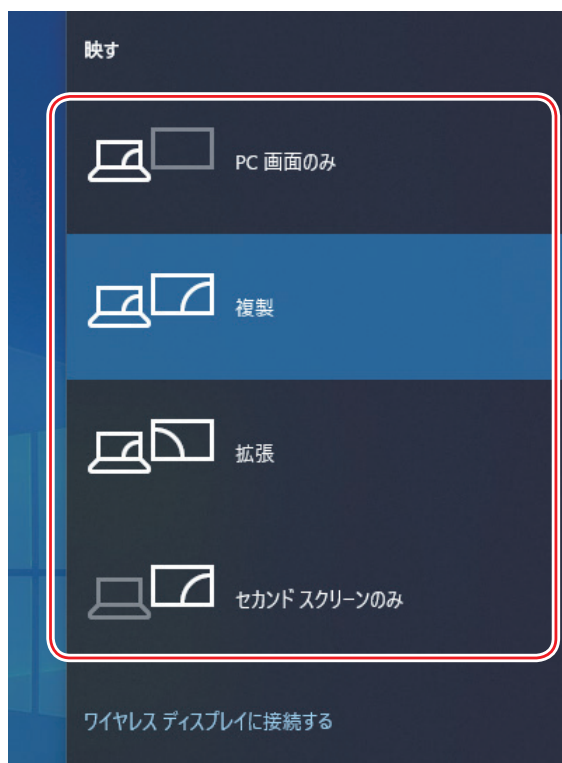 映す
PC 画面のみ
複製
拡張
セカンド スクリーンのみ
ワイヤレス ディスプレイに接続する